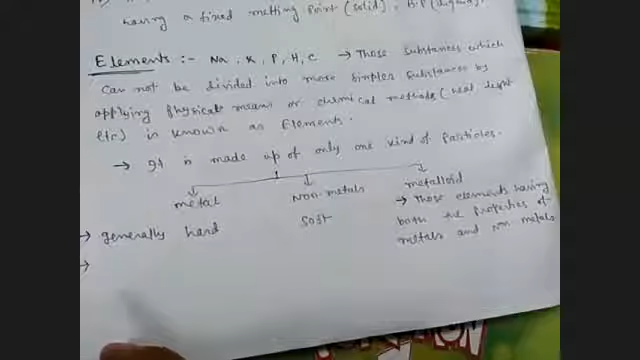 having a fixed melting Point (solid), B.P (liquid).
Elements :- Na, K, P, H, C → Those substances which
can not be divided into more simpler substances by
applying physical means or chemical methods (heat, light
etc) is known as Elements.
→ It is made up of only one kind of Particles.
metal Non-metals metalloid
→ generally hard soft → Those elements having
both the properties of
metals and non metals
→